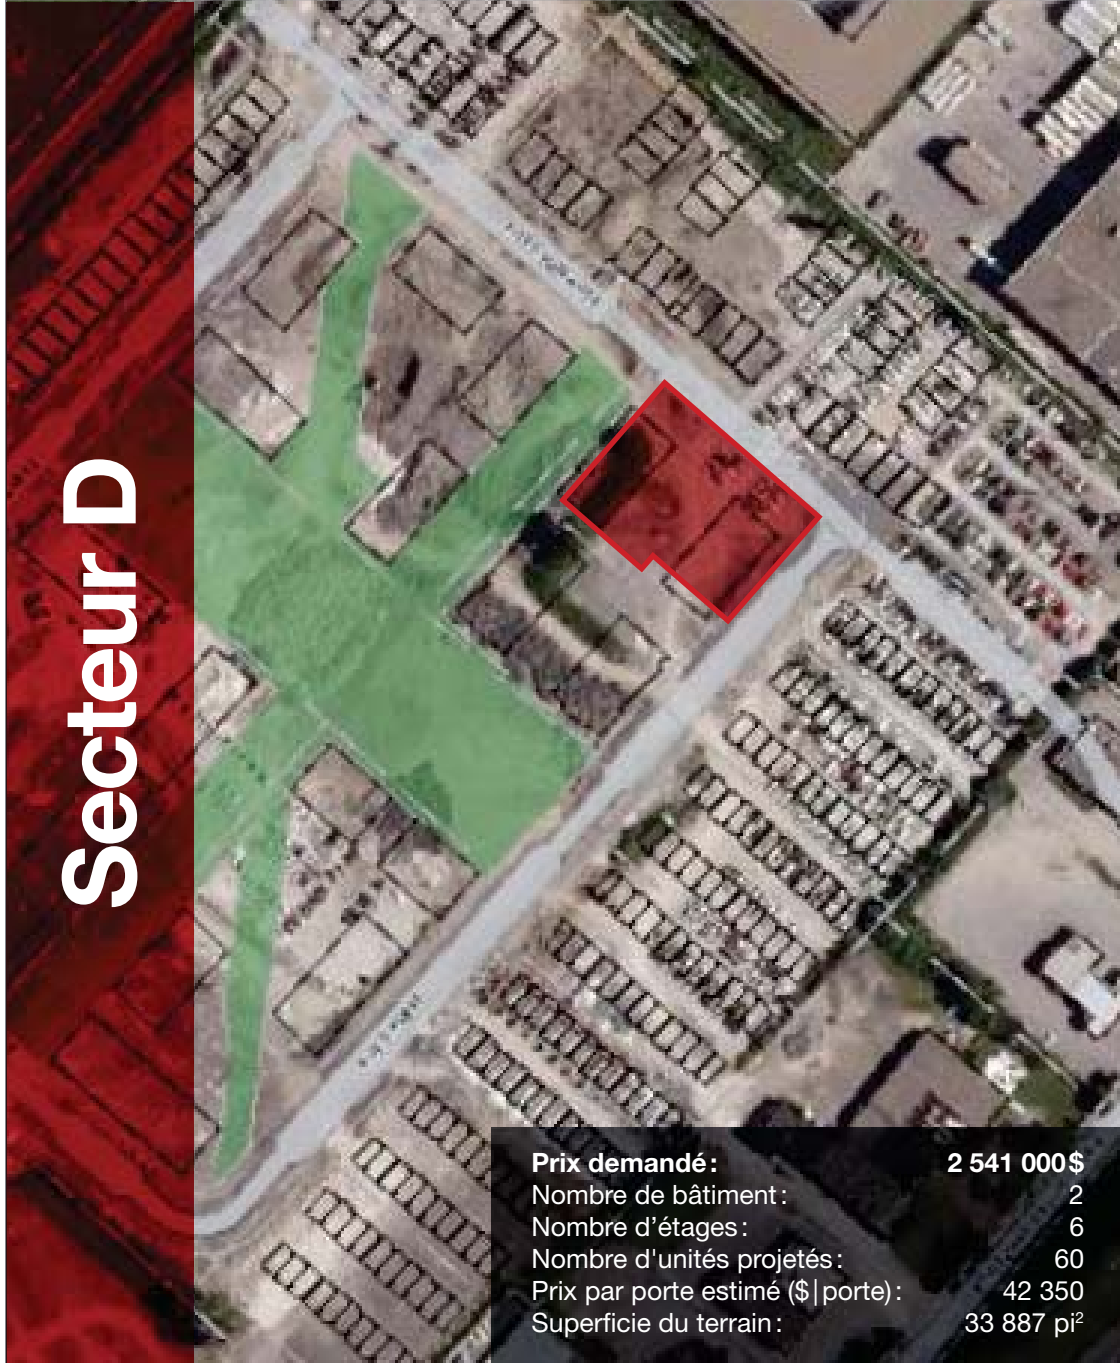 Secteur D
Prix demandé : 2 541 000 $
Nombre de bâtiment : 2
Nombre d'étages : 6
Nombre d'unités projetés : 60
Prix par porte estimé ($|porte) : 42 350
Superficie du terrain : 33 887 pi²